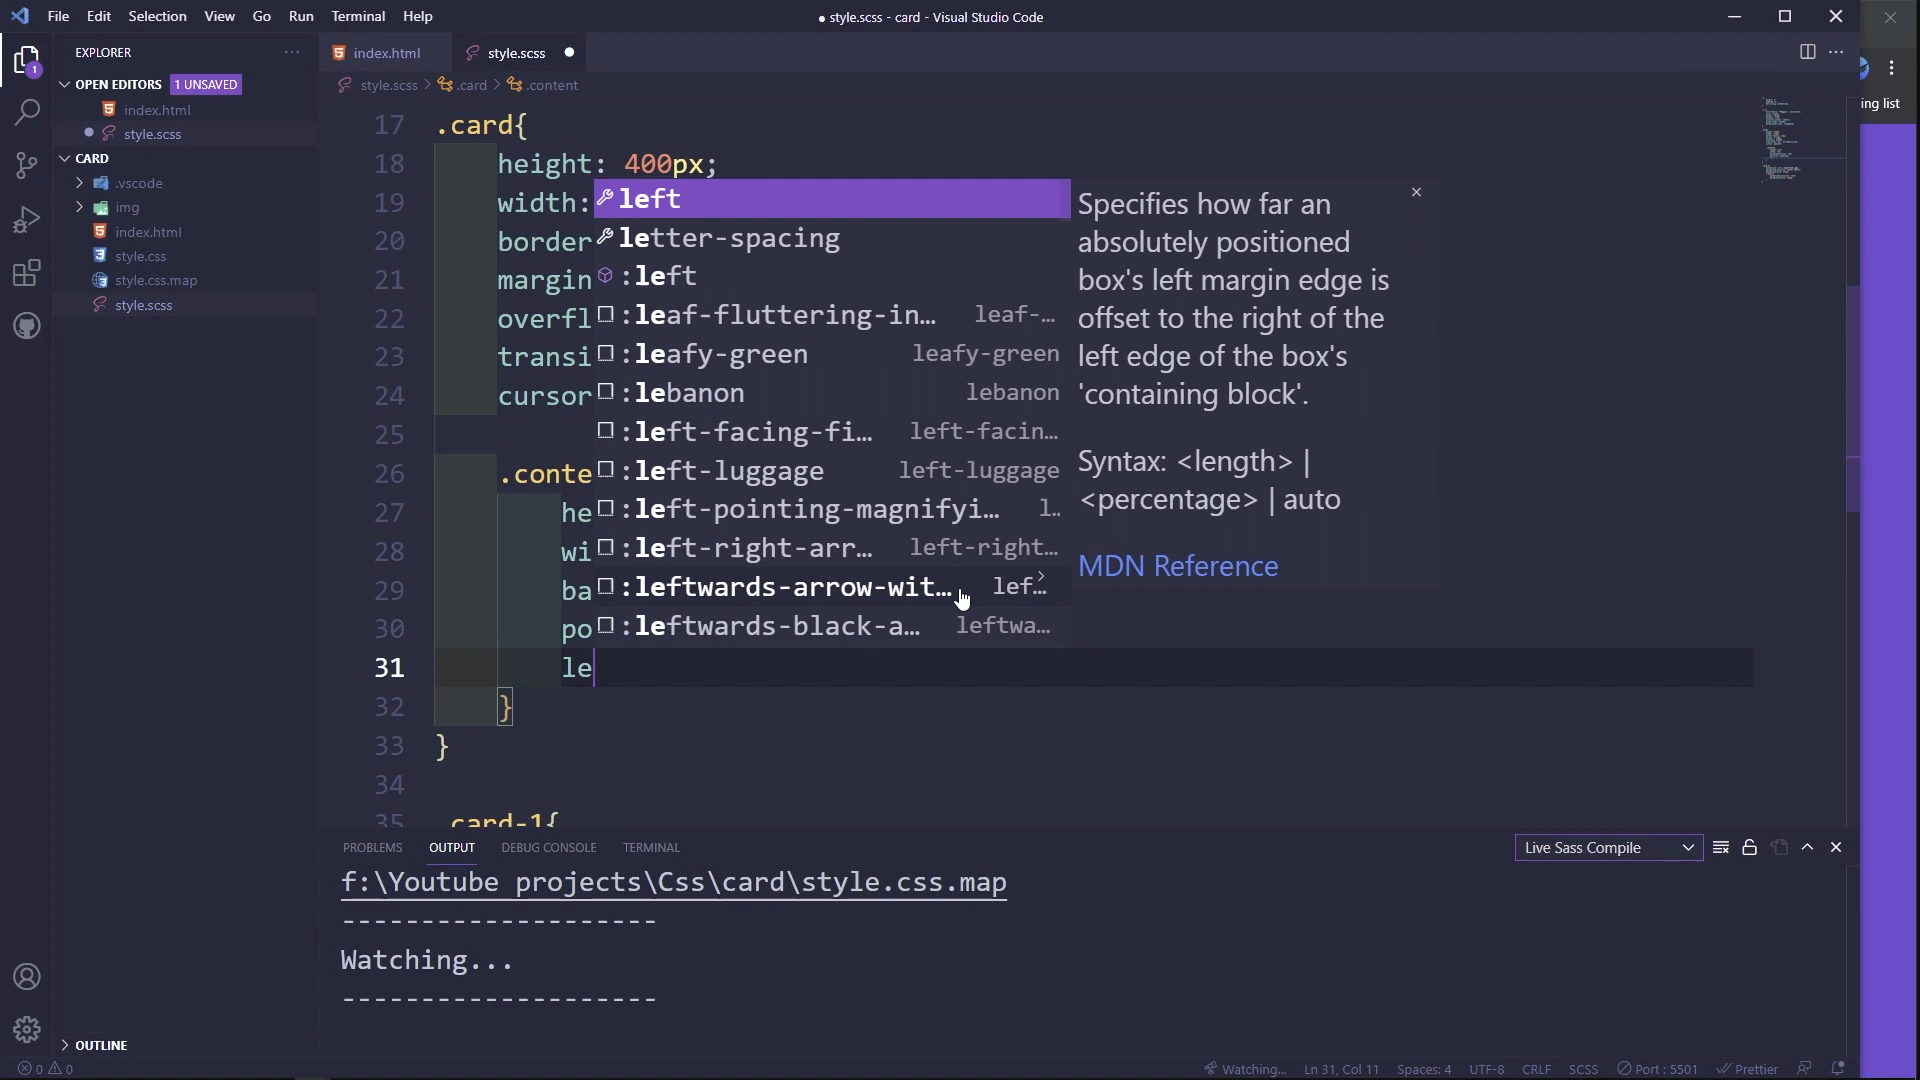 File Edit Selection View Go Run Terminal Help
● style.scss - card - Visual Studio Code
EXPLORER
OPEN EDITORS 1 UNSAVED
index.html
style.scss
CARD
.vscode
img
index.html
style.css
style.css.map
style.scss
OUTLINE
index.html style.scss
style.scss > .card > .content
17 .card{
18 height: 400px;
19 width:
20 border
21 margin
22 overfl
23 transi
24 cursor
25
26 .conte
27 he
28 wi
29 ba
30 po
31 le
32 }
33 }
34
35 .card-1{
left
letter-spacing
:left
:leaf-fluttering-in… leaf-…
:leafy-green leafy-green
:lebanon lebanon
:left-facing-fi… left-facin…
:left-luggage left-luggage
:left-pointing-magnifyi… l…
:left-right-arr… left-right…
:leftwards-arrow-wit… lef…
:leftwards-black-a… leftwa…
Specifies how far an
absolutely positioned
box's left margin edge is
offset to the right of the
left edge of the box's
'containing block'.
Syntax: <length> |
<percentage> | auto
MDN Reference
ing list
PROBLEMS OUTPUT DEBUG CONSOLE TERMINAL
Live Sass Compile
f:\Youtube projects\Css\card\style.css.map
--------------------
Watching...
--------------------
0 0
Watching... Ln 31, Col 11 Spaces: 4 UTF-8 CRLF SCSS Port : 5501 Prettier
1